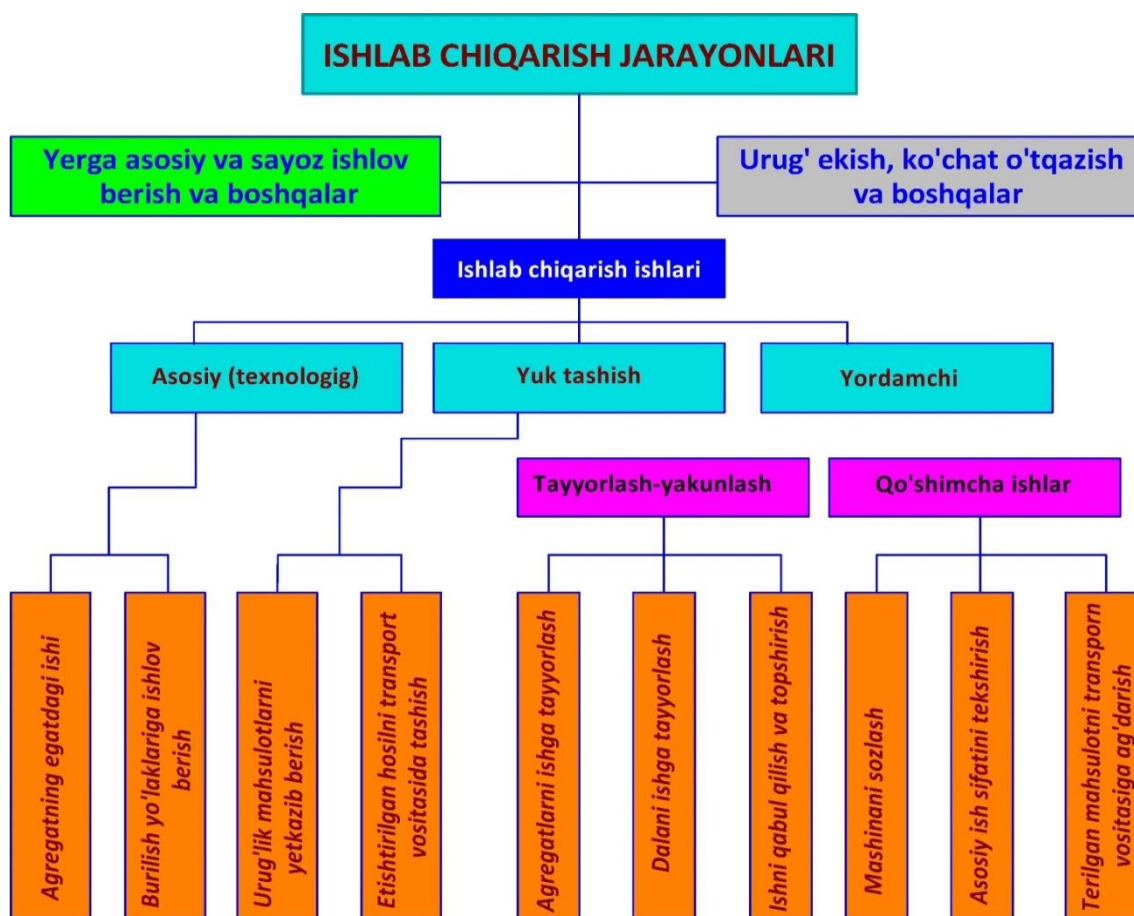 ISHLAB CHIQARISH JARAYONLARI
Yerga asosiy va sayoz ishlov
berish va boshqalar
Urug' ekish, ko'chat o'tqazish
va boshqalar
Ishlab chiqarish ishlari
Asosiy (texnologig)
Yuk tashish
Yordamchi
Tayyorlash-yakunlash
Qo'shimcha ishlar
Agregatning egatdagi ishi
Burilish yo'laklariga ishlov
berish
Urug'lik mahsulotlarni
yetkazib berish
Etishtirilgan hosilni transport
vositasida tashish
Agregatlarni ishga tayyorlash
Dalani ishga tayyorlash
Ishni qabul qilish va topshirish
Mashinani sozlash
Asosiy ish sifatini tekshirish
Terilgan mahsulotni transporn
vositasiga ag'darish